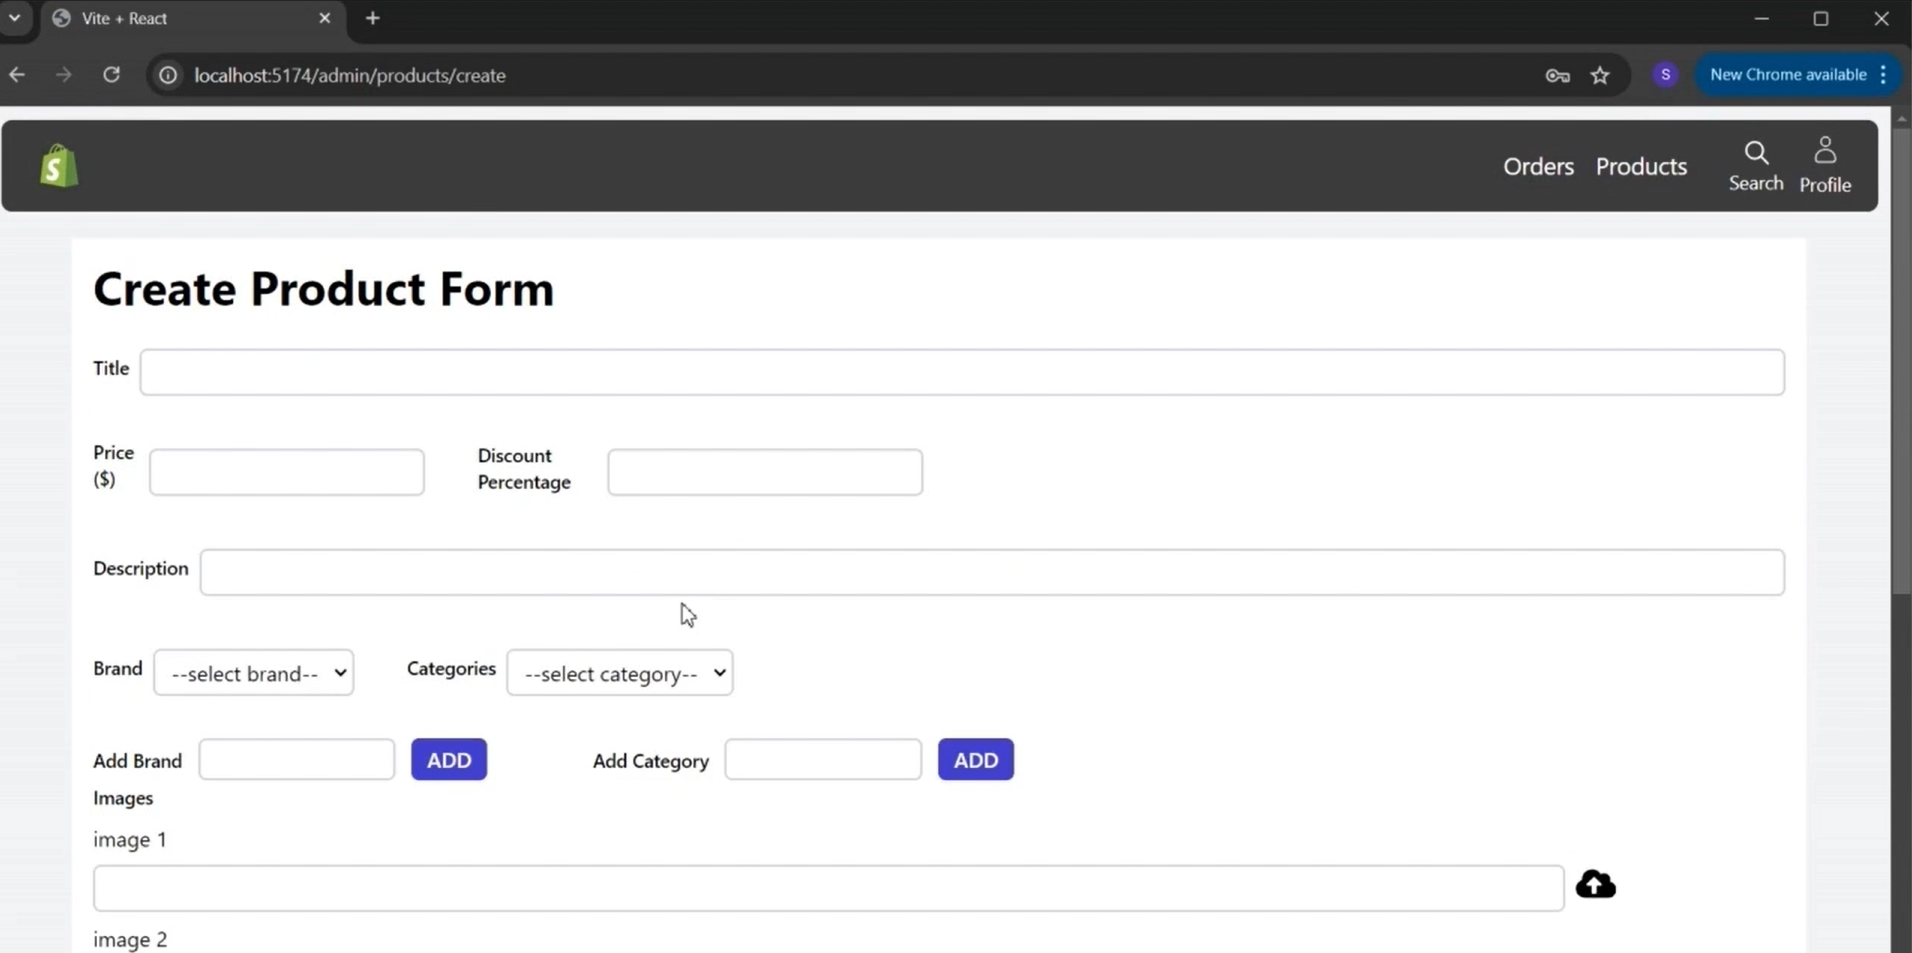 Vite + React
localhost:5174/admin/products/create
S
New Chrome available
S
Orders Products
Search
Profile
Create Product Form
Title
Price
($)
Discount
Percentage
Description
Brand
--select brand--
Categories
--select category--
Add Brand
ADD
Add Category
ADD
Images
image 1
image 2